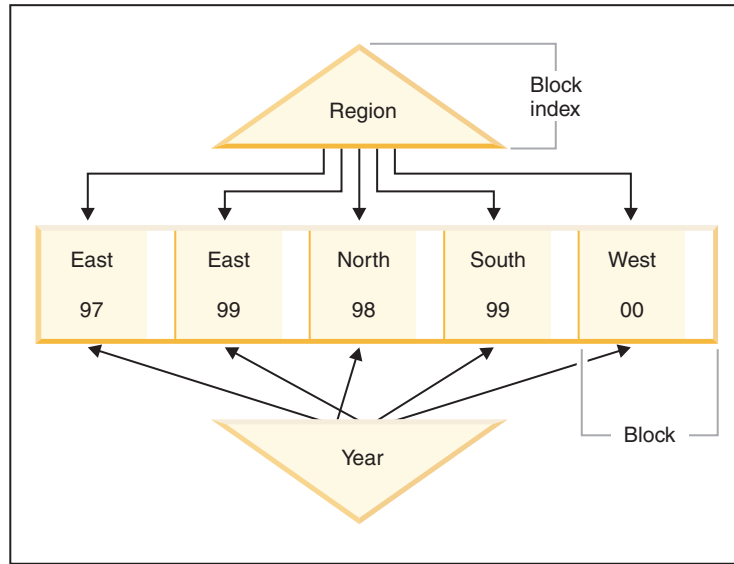 Block
index
Region
East East North South West
97 99 98 99 00
Block
Year